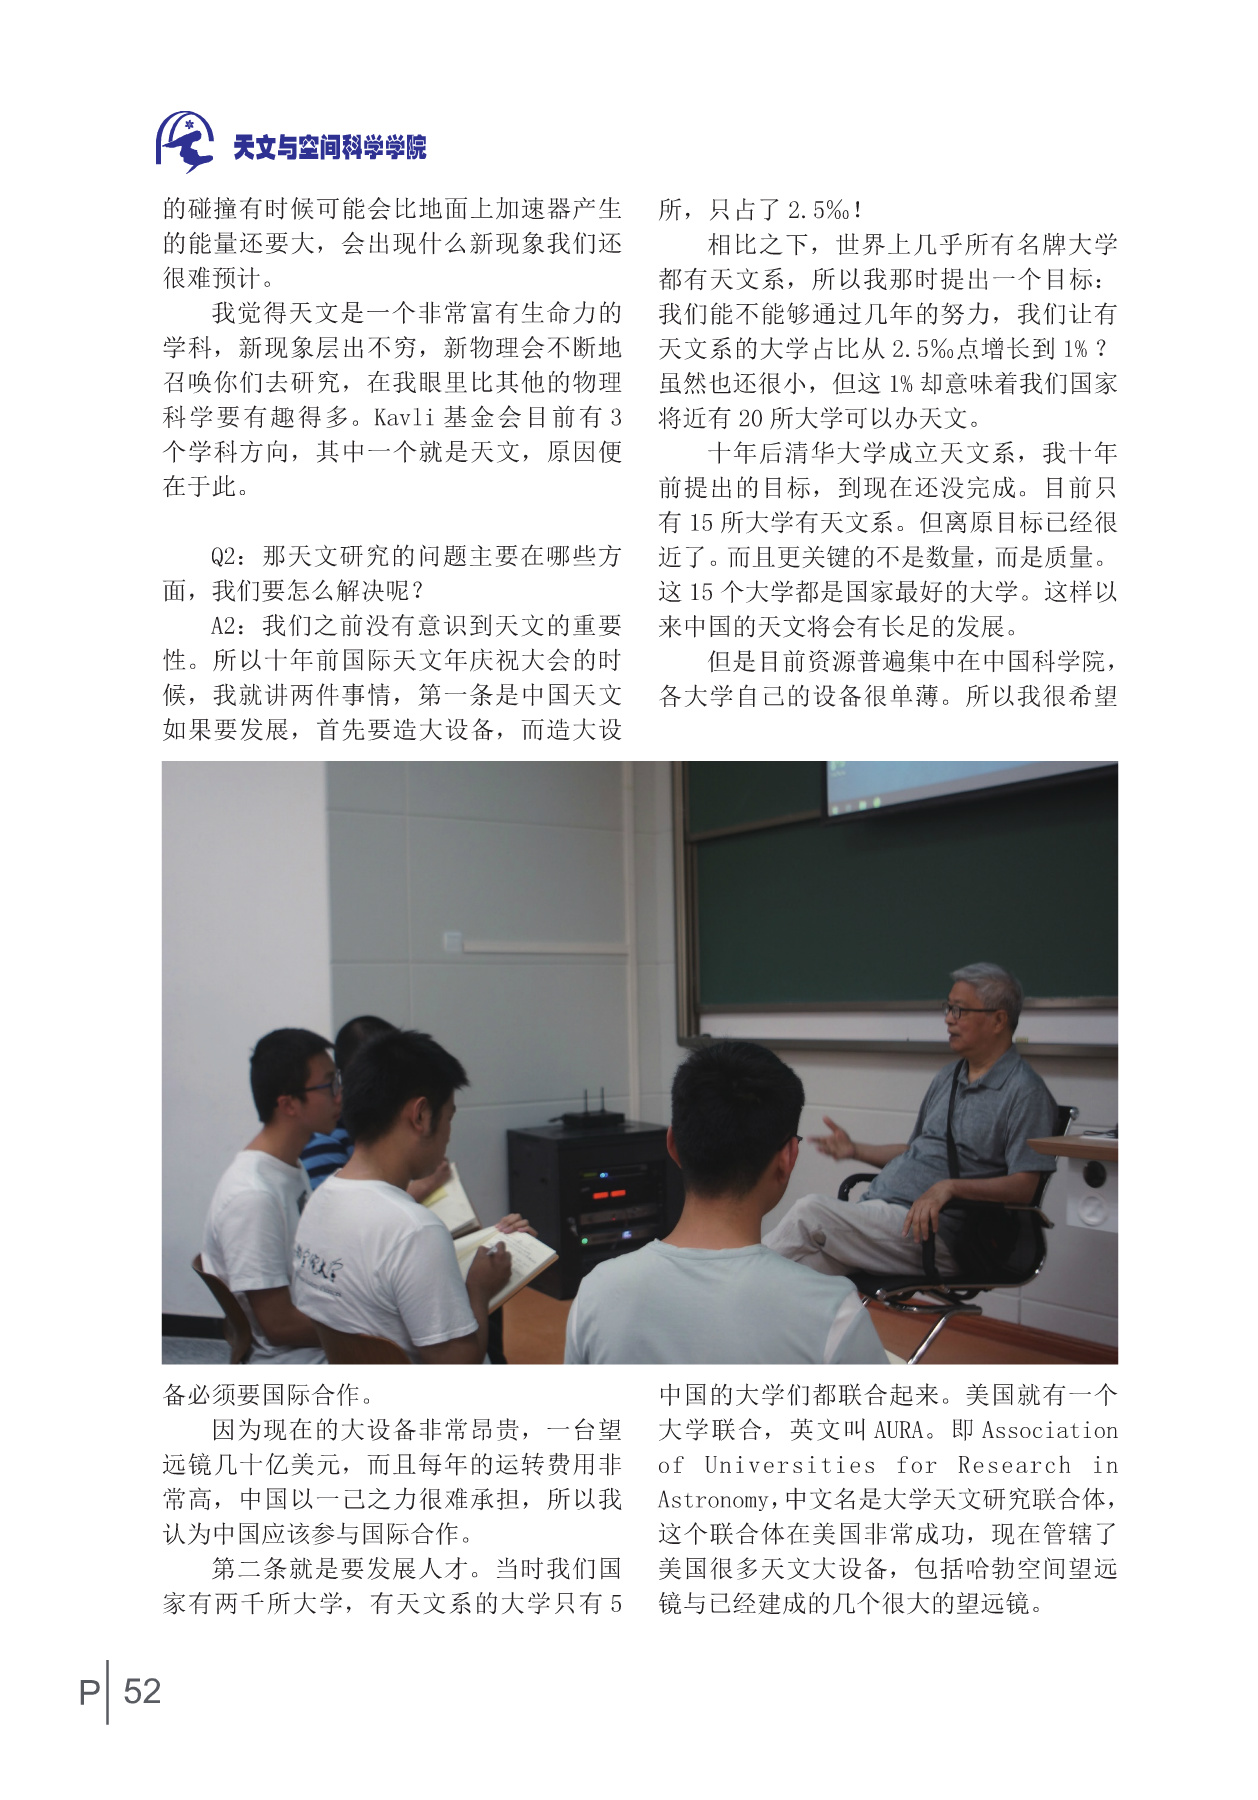 天文与空间科学学院
的碰撞有时候可能会比地面上加速器产生
的能量还要大，会出现什么新现象我们还
很难预计。
我觉得天文是一个非常富有生命力的
学科，新现象层出不穷，新物理会不断地
召唤你们去研究，在我眼里比其他的物理
科学要有趣得多。Kavli 基金会目前有 3
个学科方向，其中一个就是天文，原因便
在于此。
Q2：那天文研究的问题主要在哪些方
面，我们要怎么解决呢？
A2：我们之前没有意识到天文的重要
性。所以十年前国际天文年庆祝大会的时
候，我就讲两件事情，第一条是中国天文
如果要发展，首先要造大设备，而造大设
备必须要国际合作。
因为现在的大设备非常昂贵，一台望
远镜几十亿美元，而且每年的运转费用非
常高，中国以一己之力很难承担，所以我
认为中国应该参与国际合作。
第二条就是要发展人才。当时我们国
家有两千所大学，有天文系的大学只有 5
所，只占了 2.5‰！
相比之下，世界上几乎所有名牌大学
都有天文系，所以我那时提出一个目标：
我们能不能够通过几年的努力，我们让有
天文系的大学占比从 2.5‰点增长到 1%？
虽然也还很小，但这 1% 却意味着我们国家
将近有 20 所大学可以办天文。
十年后清华大学成立天文系，我十年
前提出的目标，到现在还没完成。目前只
有 15 所大学有天文系。但离原目标已经很
近了。而且更关键的不是数量，而是质量。
这 15 个大学都是国家最好的大学。这样以
来中国的天文将会有长足的发展。
但是目前资源普遍集中在中国科学院，
各大学自己的设备很单薄。所以我很希望
中国的大学们都联合起来。美国就有一个
大学联合，英文叫 AURA。即 Association
of Universities for Research in
Astronomy，中文名是大学天文研究联合体，
这个联合体在美国非常成功，现在管辖了
美国很多天文大设备，包括哈勃空间望远
镜与已经建成的几个很大的望远镜。
P 52